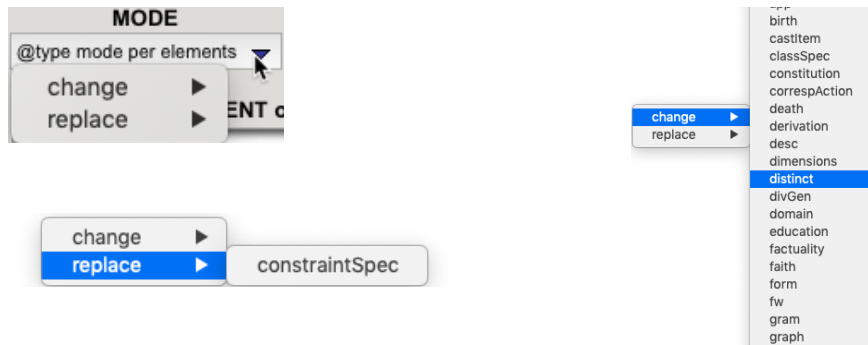 MODE
@type mode per elements
change
replace
ENT
change
replace
constraintSpec
change
replace
app
birth
castItem
classSpec
constitution
correspAction
death
derivation
desc
dimensions
distinct
divGen
domain
education
factuality
faith
form
fw
gram
graph